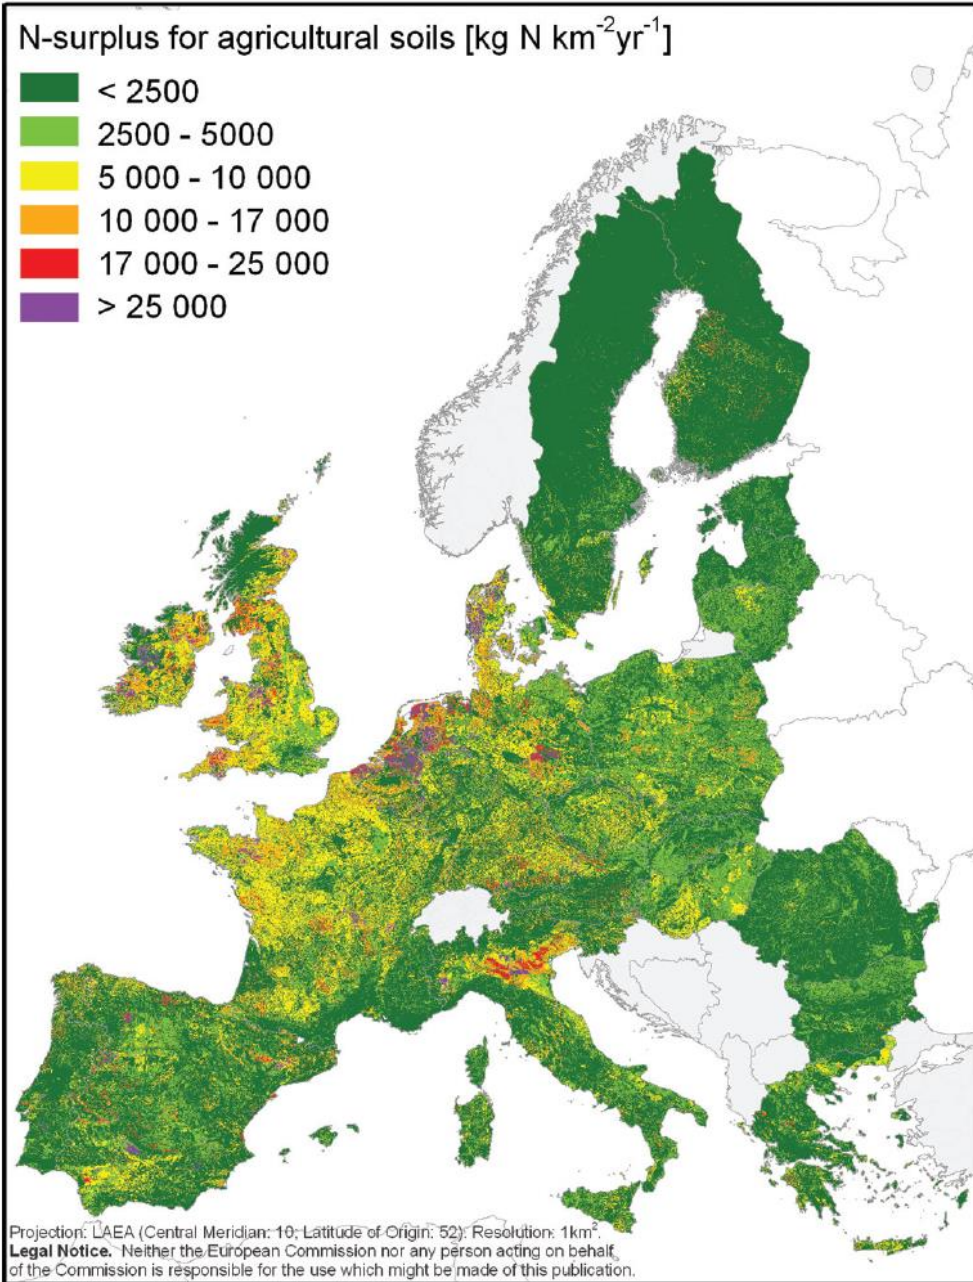 N-surplus for agricultural soils [kg N km⁻²yr⁻¹]
< 2500
2500 - 5000
5 000 - 10 000
10 000 - 17 000
17 000 - 25 000
> 25 000
Projection: LAEA (Central Meridian: 10; Latitude of Origin: 52). Resolution: 1km².
Legal Notice. Neither the European Commission nor any person acting on behalf
of the Commission is responsible for the use which might be made of this publication.